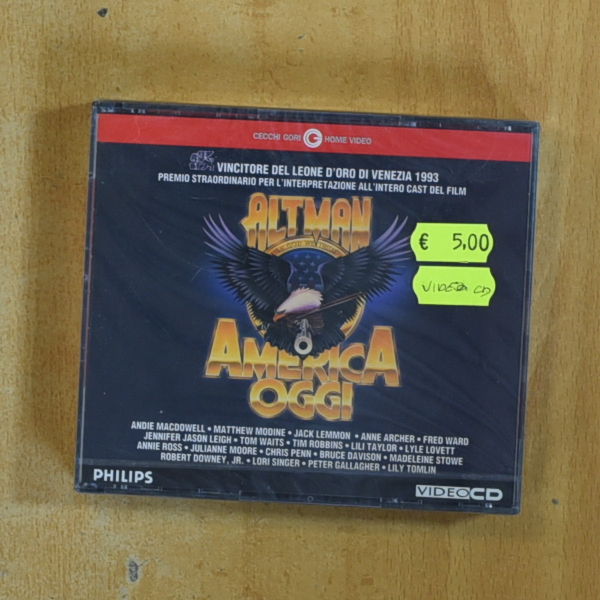 CECCHI GORI G HOME VIDEO
VINCITORE DEL LEONE D'ORO DI VENEZIA 1993
PREMIO STRAORDINARIO PER L'INTERPRETAZIONE ALL'INTERO CAST DEL FILM
ALTMAN
€ 5,00
VIDEO CD
AMERICA
OGGI
ANDIE MACDOWELL • MATTHEW MODINE • JACK LEMMON • ANNE ARCHER • FRED WARD
JENNIFER JASON LEIGH • TOM WAITS • TIM ROBBINS • LILI TAYLOR • LYLE LOVETT
ANNIE ROSS • JULIANNE MOORE • CHRIS PENN • BRUCE DAVISON • MADELEINE STOWE
ROBERT DOWNEY, JR. • LORI SINGER • PETER GALLAGHER • LILY TOMLIN
PHILIPS
VIDEOCD